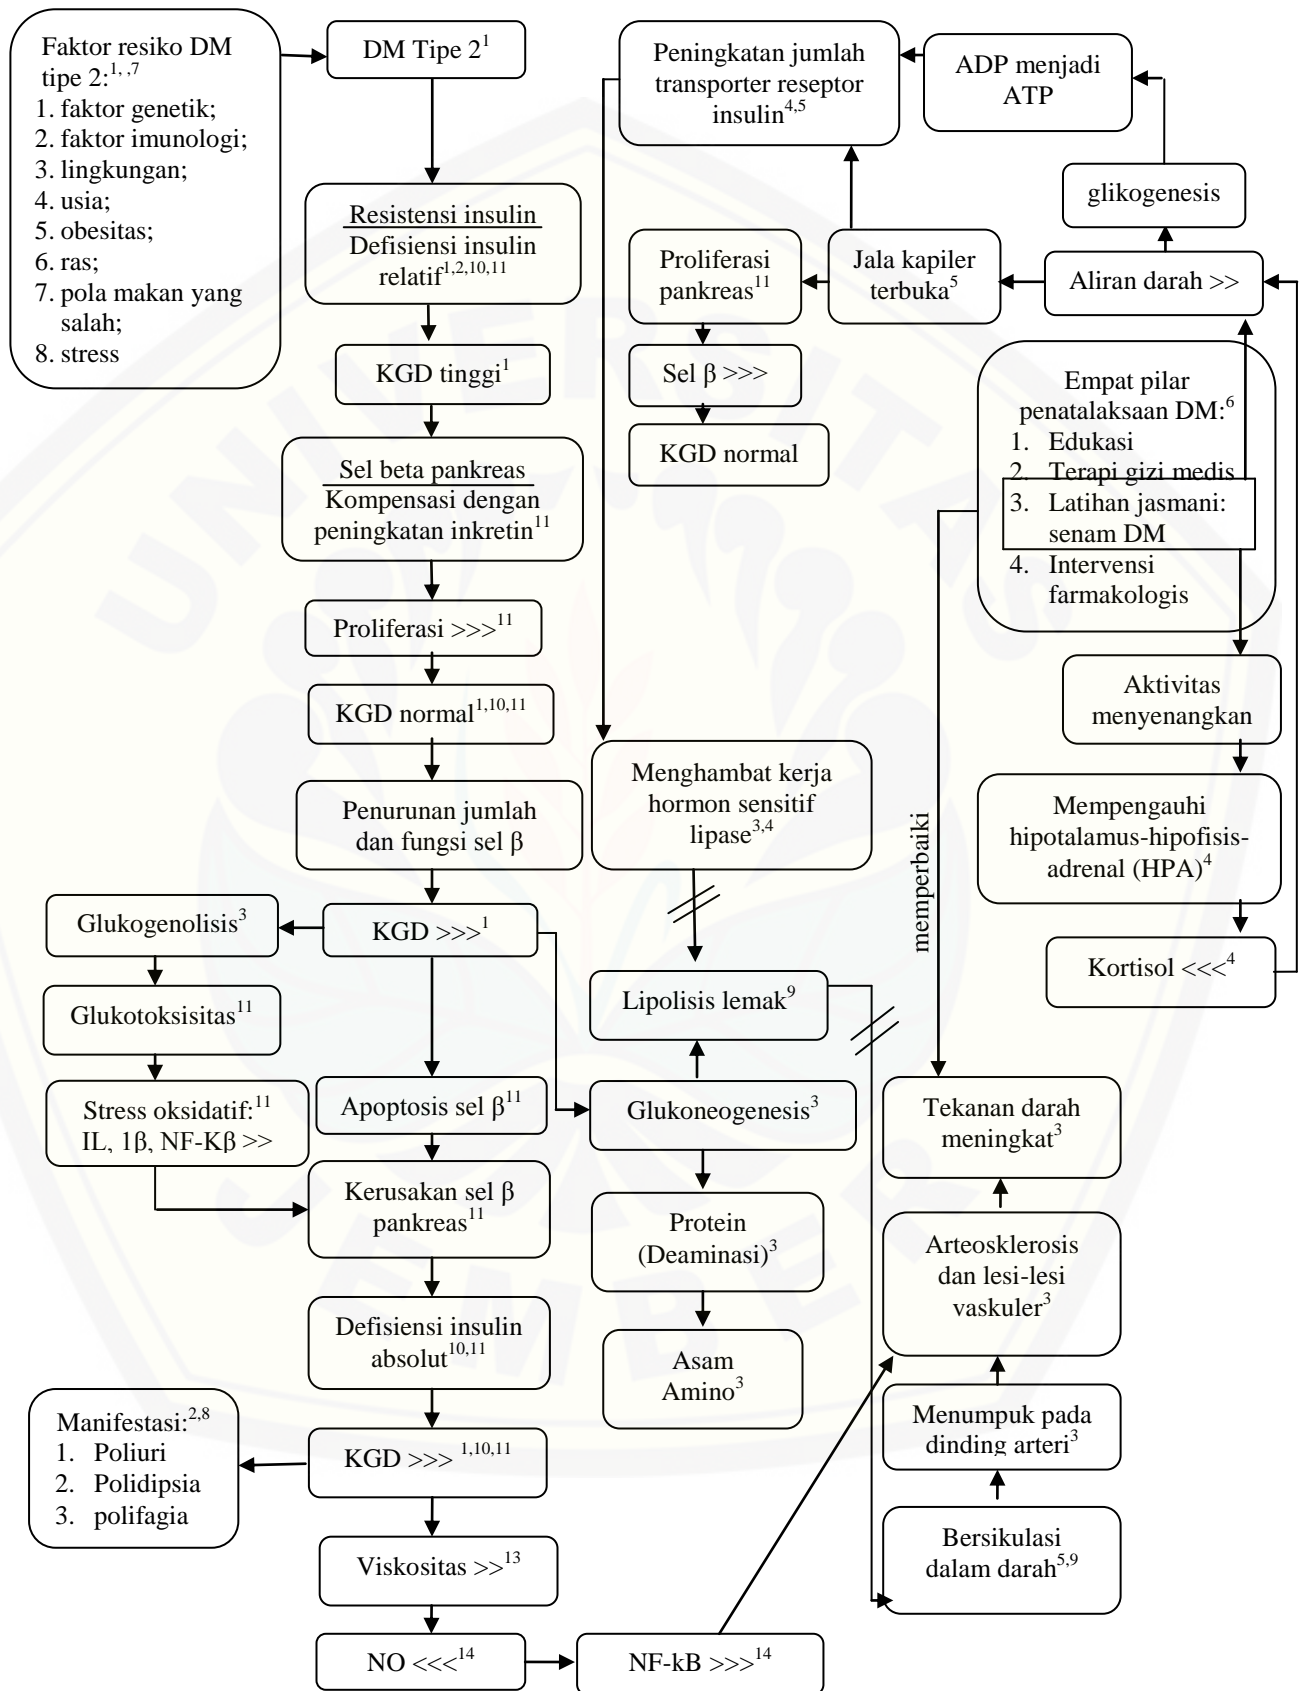 Faktor resiko DM
tipe 2:1, ,7
1. faktor genetik;
2. faktor imunologi;
3. lingkungan;
4. usia;
5. obesitas;
6. ras;
7. pola makan yang
salah;
8. stress
DM Tipe 21
Resistensi insulin
Defisiensi insulin
relatif1,2,10,11
KGD tinggi1
Sel beta pankreas
Kompensasi dengan
peningkatan inkretin11
Proliferasi >>>11
KGD normal1,10,11
Penurunan jumlah
dan fungsi sel β
KGD >>>1
Glukogenolisis3
Glukotoksisitas11
Stress oksidatif:11
IL, 1β, NF-Kβ >>
Apoptosis sel β11
Kerusakan sel β
pankreas11
Defisiensi insulin
absolut10,11
KGD >>> 1,10,11
Manifestasi:2,8
1. Poliuri
2. Polidipsia
3. polifagia
Viskositas >>13
NO <<<14
NF-kB >>>14
Peningkatan jumlah
transporter reseptor
insulin4,5
ADP menjadi
ATP
glikogenesis
Aliran darah >>
Jala kapiler
terbuka5
Proliferasi
pankreas11
Sel β >>>
KGD normal
Empat pilar
penatalaksaan DM:6
1. Edukasi
2. Terapi gizi medis
3. Latihan jasmani:
senam DM
4. Intervensi
farmakologis
Aktivitas
menyenangkan
Mempengauhi
hipotalamus-hipofisis-
adrenal (HPA)4
Kortisol <<<4
memperbaiki
Menghambat kerja
hormon sensitif
lipase3,4
Lipolisis lemak9
Glukoneogenesis3
Protein
(Deaminasi)3
Asam
Amino3
Tekanan darah
meningkat3
Arteosklerosis
dan lesi-lesi
vaskuler3
Menumpuk pada
dinding arteri3
Bersikulasi
dalam darah5,9
UNIVERSITAS
JEMBER